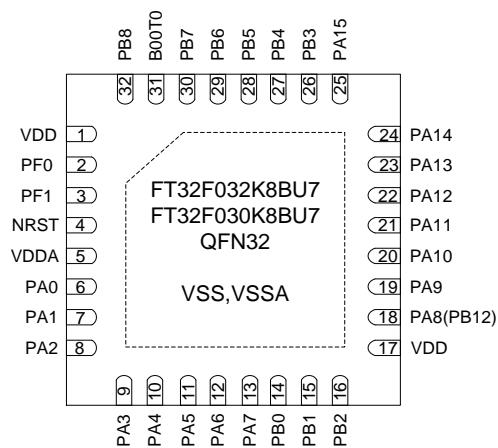 PB8
B00T0
PB7
PB6
PB5
PB4
PB3
PA15
32
31
30
29
28
27
26
25
VDD 1
PF0 2
PF1 3
NRST 4
VDDA 5
PA0 6
PA1 7
PA2 8
FT32F032K8BU7
FT32F030K8BU7
QFN32
VSS,VSSA
24 PA14
23 PA13
22 PA12
21 PA11
20 PA10
19 PA9
18 PA8(PB12)
17 VDD
9
10
11
12
13
14
15
16
PA3
PA4
PA5
PA6
PA7
PB0
PB1
PB2